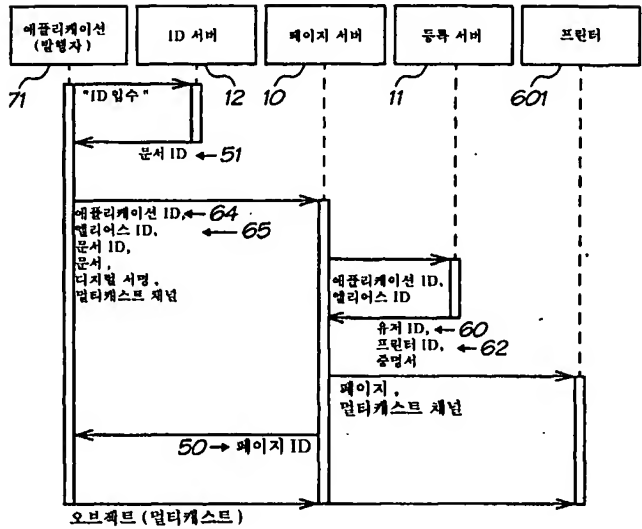 애플리케이션
(발행자)
ID 서버
페이지 서버
등록 서버
프린터
71
12
10
11
601
"ID 입수"
문서 ID
51
애플리케이션 ID,
64
엘리어스 ID,
65
문서 ID,
문서,
디지털 서명,
멀티캐스트 채널
애플리케이션 ID,
엘리어스 ID
유저 ID,
60
프린터 ID,
62
증명서
페이지,
멀티캐스트 채널
50
페이지 ID
오브젝트 (멀티캐스트)